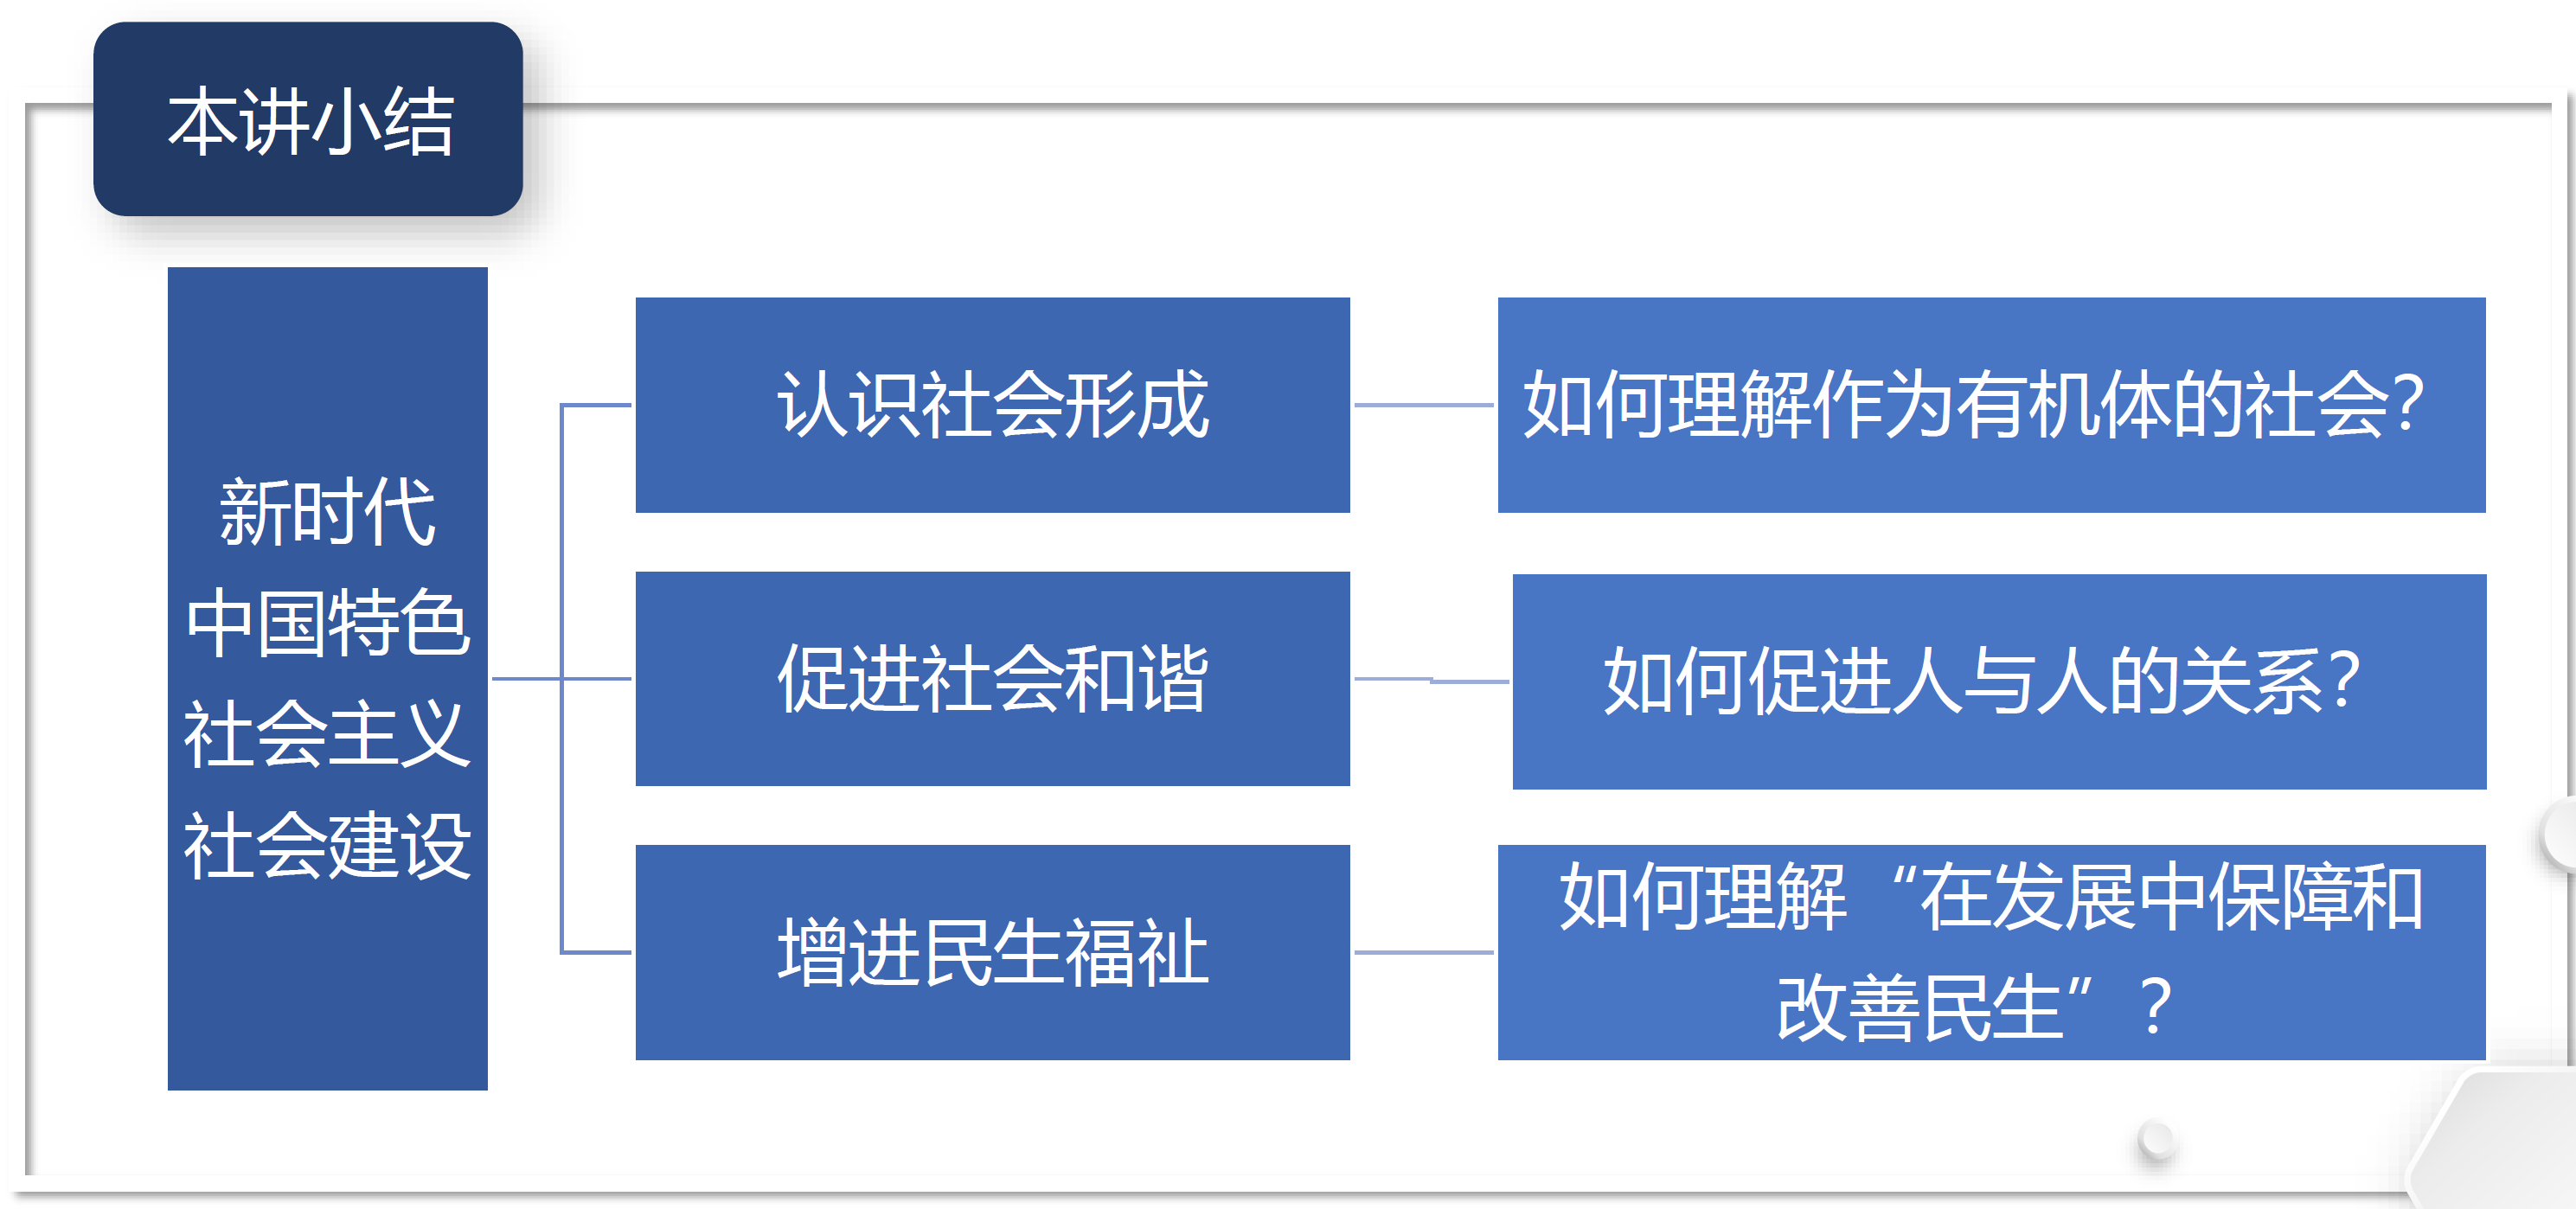 本讲小结
新时代
中国特色
社会主义
社会建设
认识社会形成
如何理解作为有机体的社会？
促进社会和谐
如何促进人与人的关系？
增进民生福祉
如何理解“在发展中保障和
改善民生”？